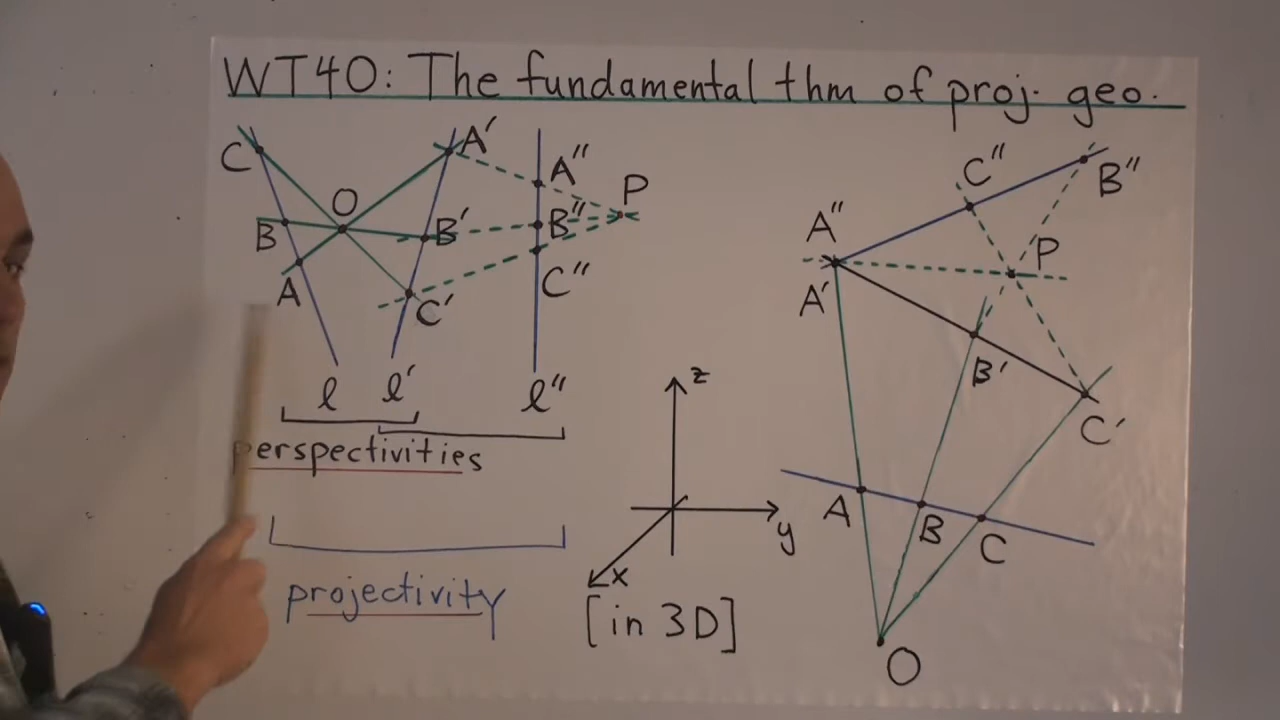 WT40: The fundamental thm of proj. geo.
C
B
A
O
A′
B′
C′
A″
B″
C″
P
l
l′
l″
perspectivities
projectivity
z
y
x
[in 3D]
C″
B″
A″
P
A′
B′
C′
A
B
C
O